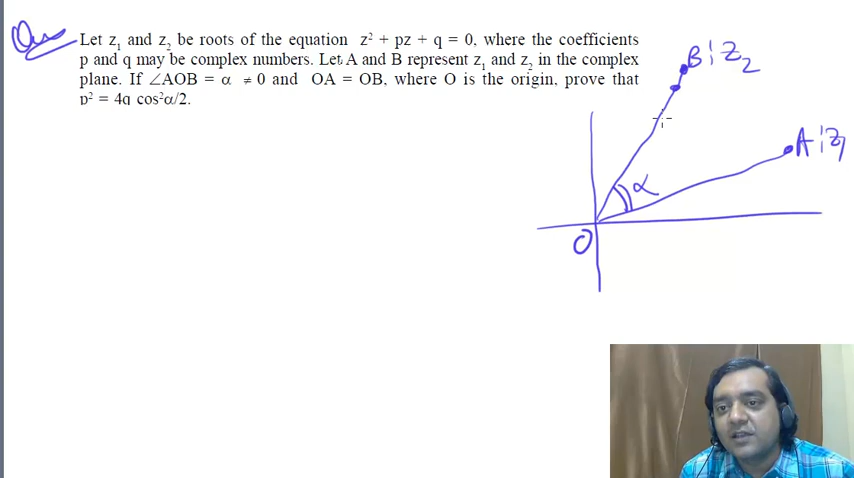 Qus
Let z₁ and z₂ be roots of the equation z² + pz + q = 0, where the coefficients
p and q may be complex numbers. Let A and B represent z₁ and z₂ in the complex
plane. If ∠AOB = α ≠ 0 and OA = OB, where O is the origin, prove that
p² = 4q cos²α/2.
B | Z₂
A | Z₁
α
O